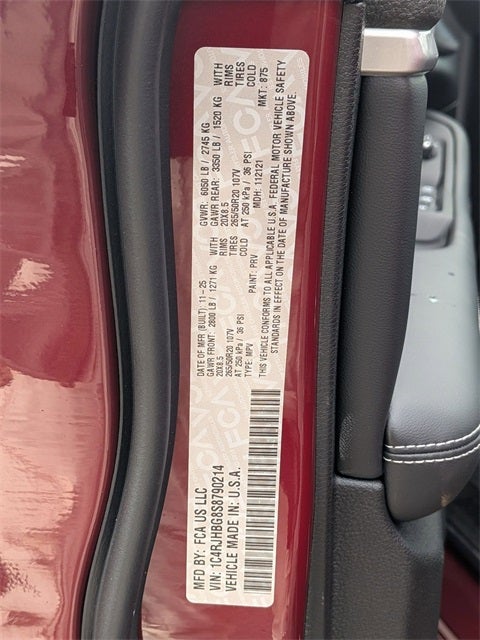 MFD BY: FCA US LLC
VIN: 1C4RJHBG8S8790214
VEHICLE MADE IN U.S.A.
DATE OF MFR (BUILT): 11-25 GVWR: 6050 LB / 2745 KG
GAWR FRONT: 2800 LB / 1271 KG WITH GAWR REAR: 3350 LB / 1520 KG WITH
20X8.5 RIMS 20X8.5 RIMS
265/50R20 107V TIRES 265/50R20 107V TIRES
AT 250 kPa / 36 PSI COLD AT 250 kPa / 36 PSI COLD
TYPE: MPV PAINT: PRV MDH: 112121 MKT: 875
THIS VEHICLE CONFORMS TO ALL APPLICABLE U.S.A. FEDERAL MOTOR VEHICLE SAFETY
STANDARDS IN EFFECT ON THE DATE OF MANUFACTURE SHOWN ABOVE.